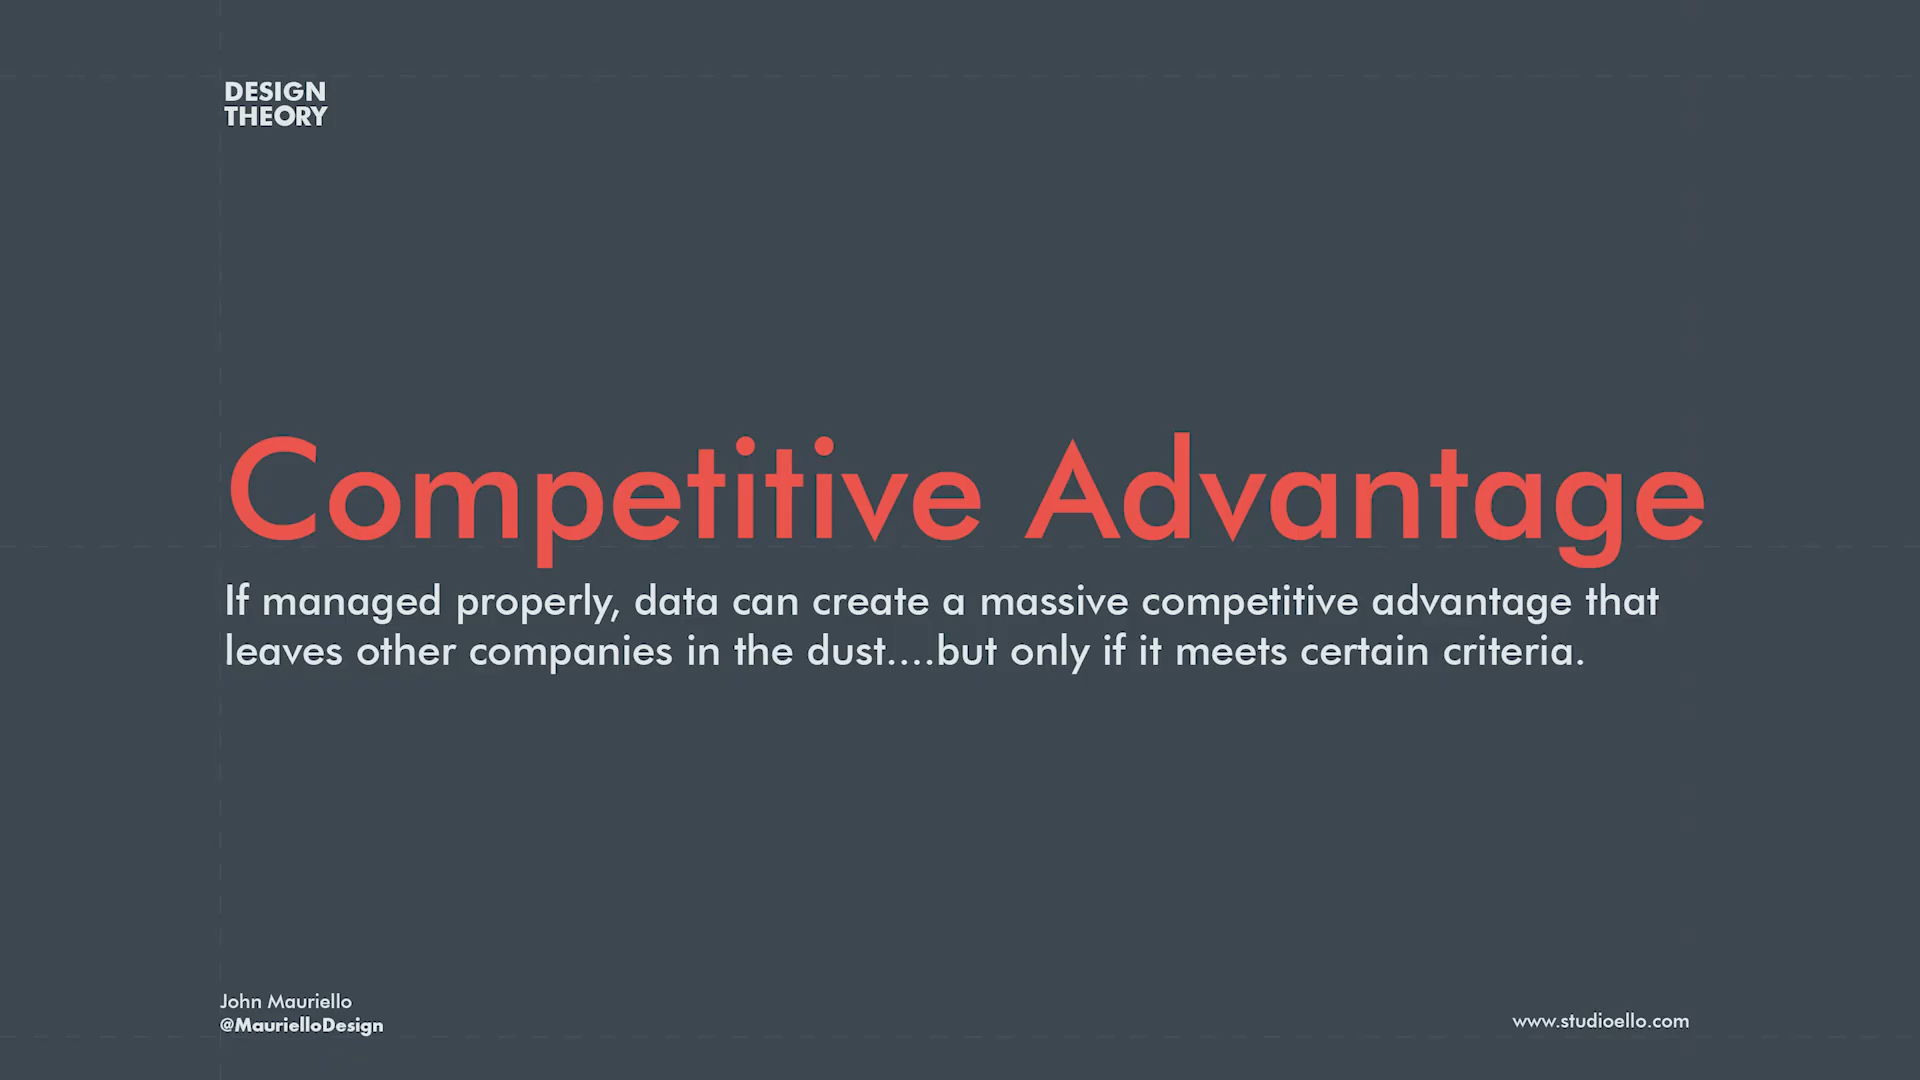 DESIGN
THEORY
Competitive Advantage
If managed properly, data can create a massive competitive advantage that
leaves other companies in the dust....but only if it meets certain criteria.
John Mauriello
@MaurielloDesign
www.studioello.com